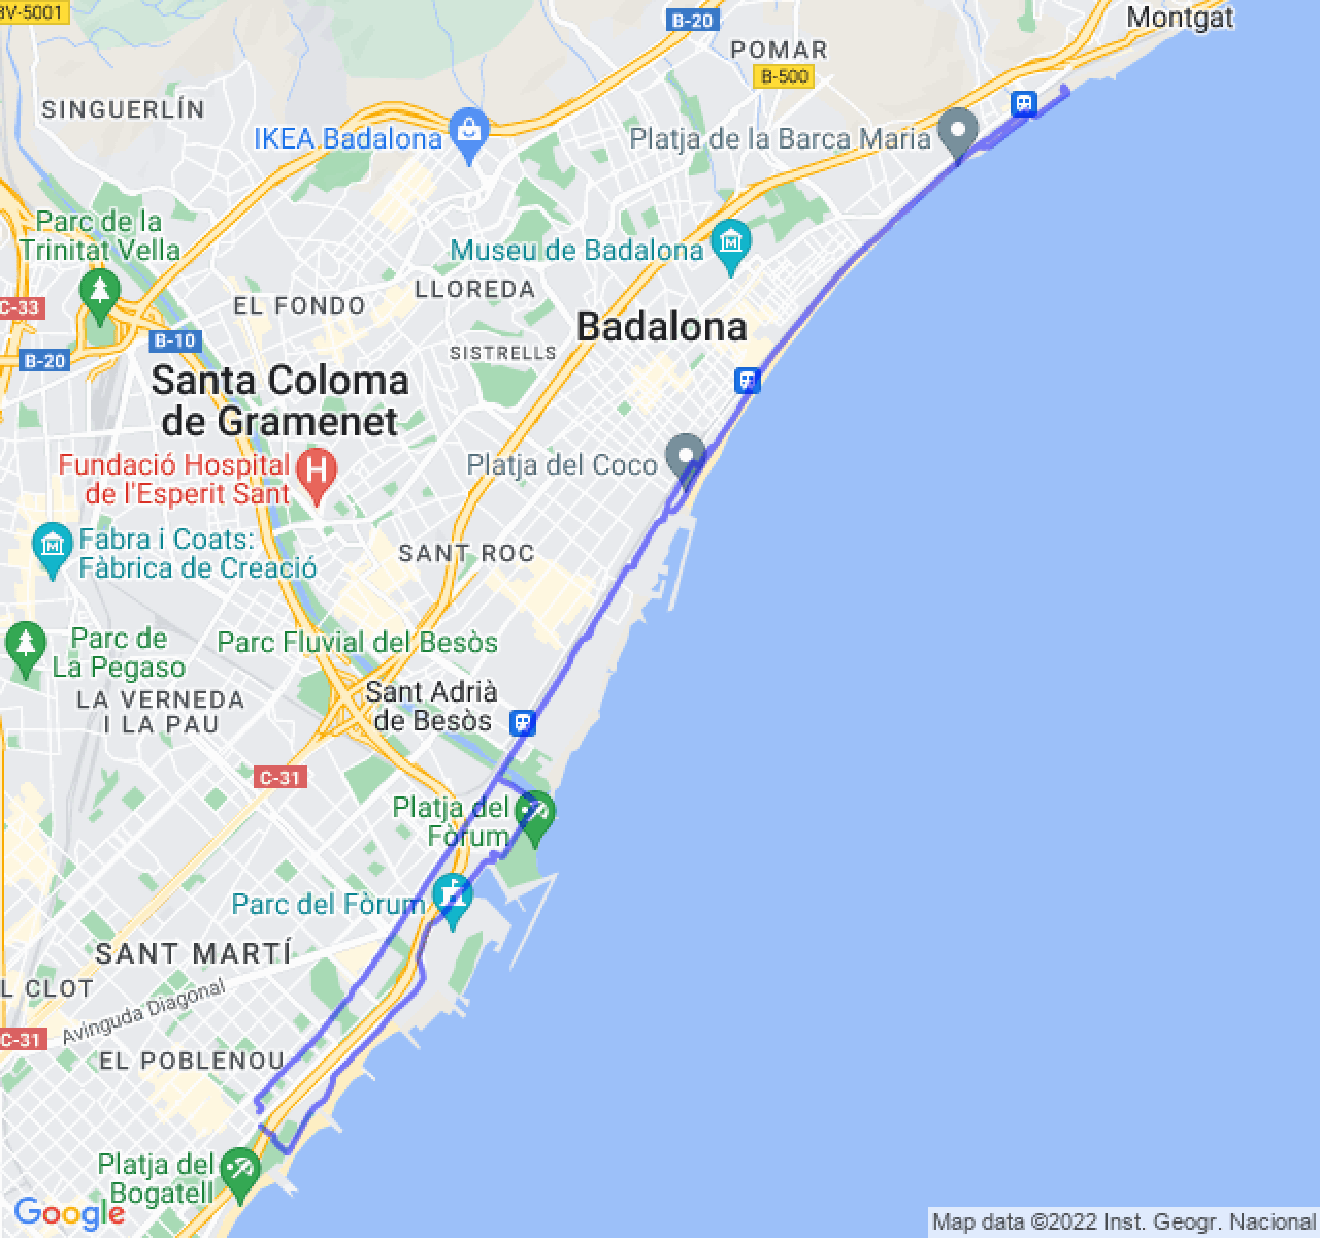 BV-5001
B-20
Montgat
POMAR
B-500
SINGUERLÍN
IKEA Badalona
Platja de la Barca Maria
Parc de la
Trinitat Vella
Museu de Badalona
LLOREDA
EL FONDO
C-33
Badalona
B-10
B-20
SISTRELLS
Santa Coloma
de Gramenet
Fundació Hospital
de l'Esperit Sant
Platja del Coco
Fabra i Coats:
Fàbrica de Creació
SANT ROC
Parc de
La Pegaso
Parc Fluvial del Besòs
LA VERNEDA
I LA PAU
Sant Adrià
de Besòs
C-31
Platja del
Fòrum
Parc del Fòrum
SANT MARTÍ
L CLOT
Avinguda Diagonal
C-31
EL POBLENOU
Platja del
Bogatell
Google
Map data ©2022 Inst. Geogr. Nacional